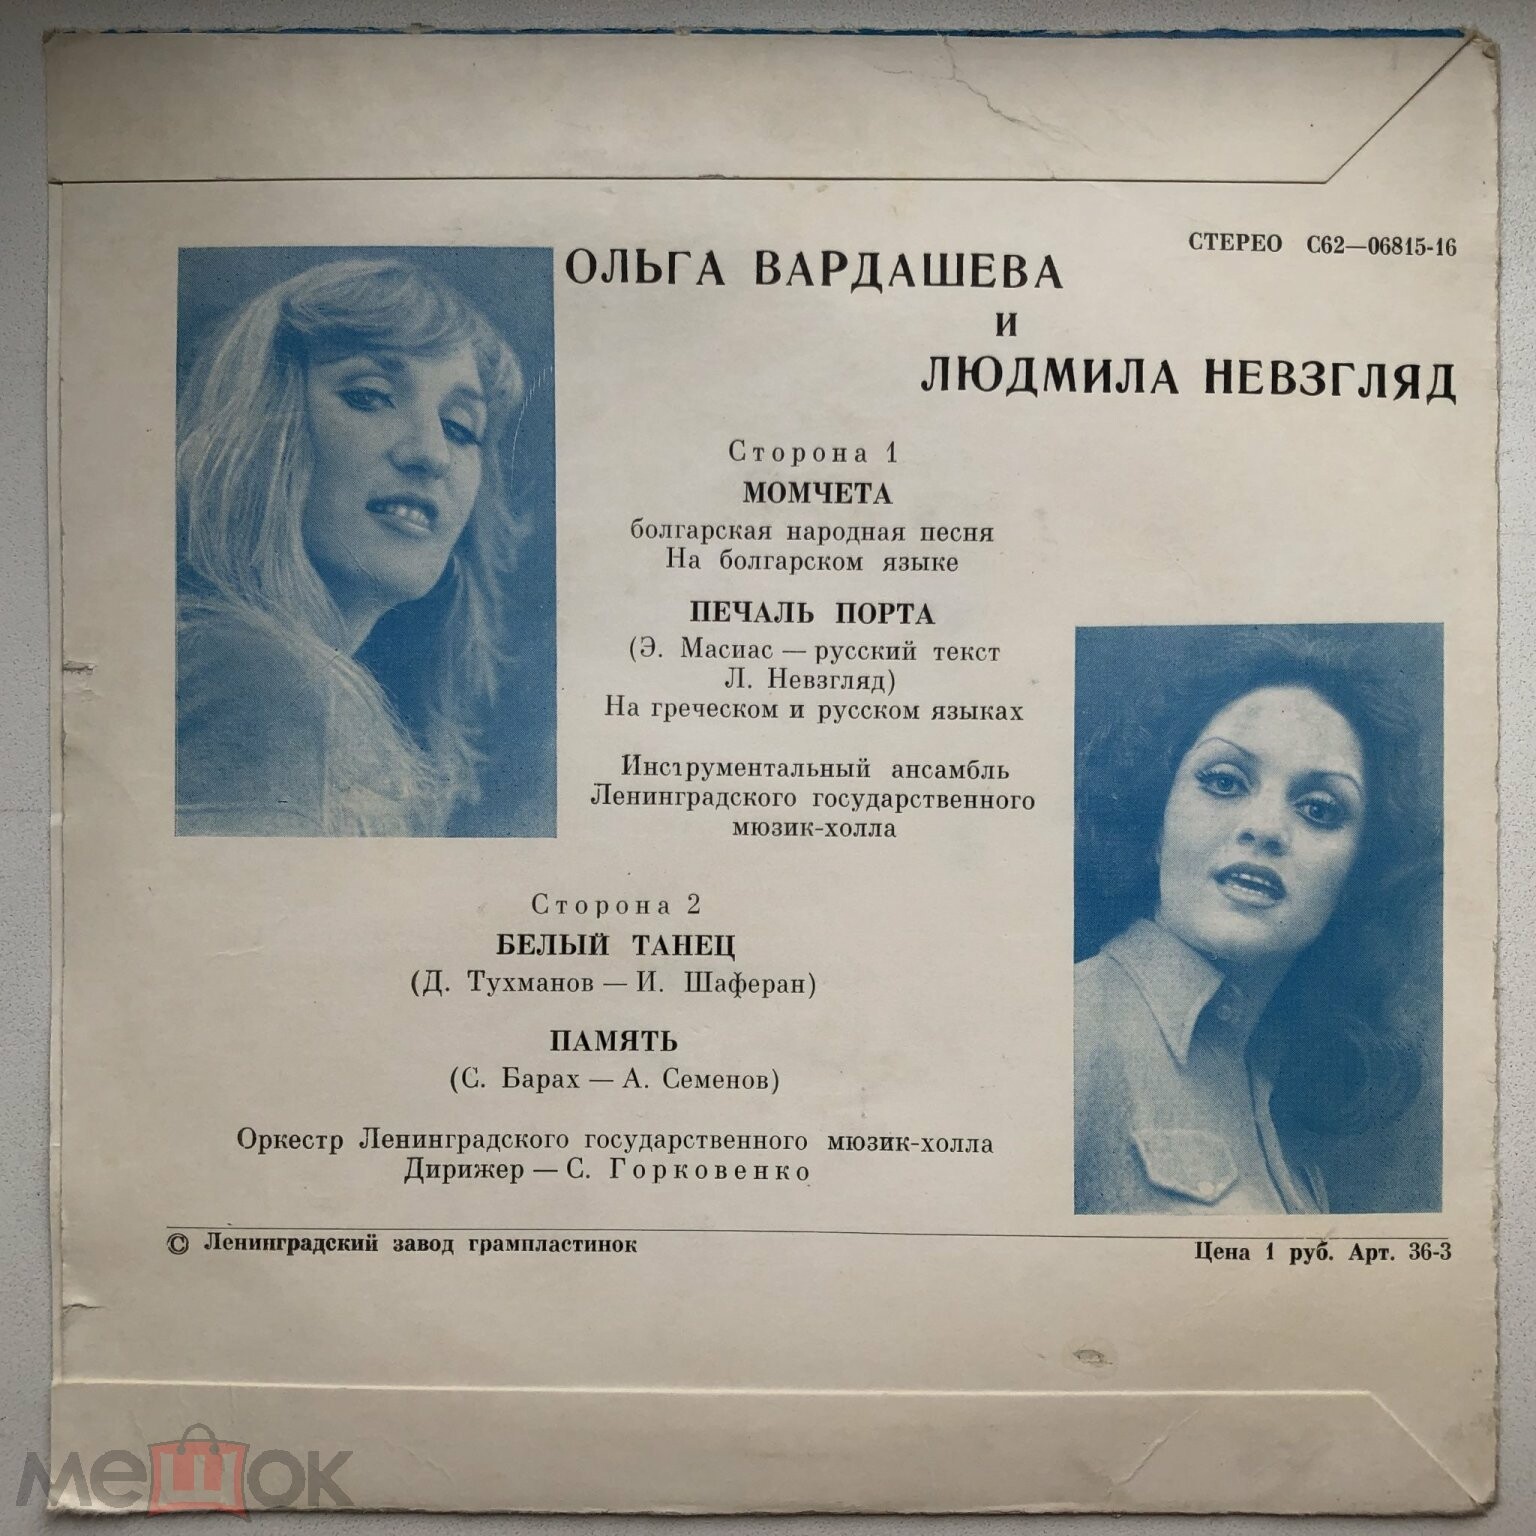 СТЕРЕО С62—06815-16
ОЛЬГА ВАРДАШЕВА
И
ЛЮДМИЛА НЕВЗГЛЯД
Сторона 1
МОМЧЕТА
болгарская народная песня
На болгарском языке
ПЕЧАЛЬ ПОРТА
(Э. Масиас — русский текст
Л. Невзгляд)
На греческом и русском языках
Инструментальный ансамбль
Ленинградского государственного
мюзик-холла
Сторона 2
БЕЛЫЙ ТАНЕЦ
(Д. Тухманов — И. Шаферан)
ПАМЯТЬ
(С. Барах — А. Семенов)
Оркестр Ленинградского государственного мюзик-холла
Дирижер — С. Горковенко
© Ленинградский завод грампластинок
Цена 1 руб. Арт. 36-3
мешок